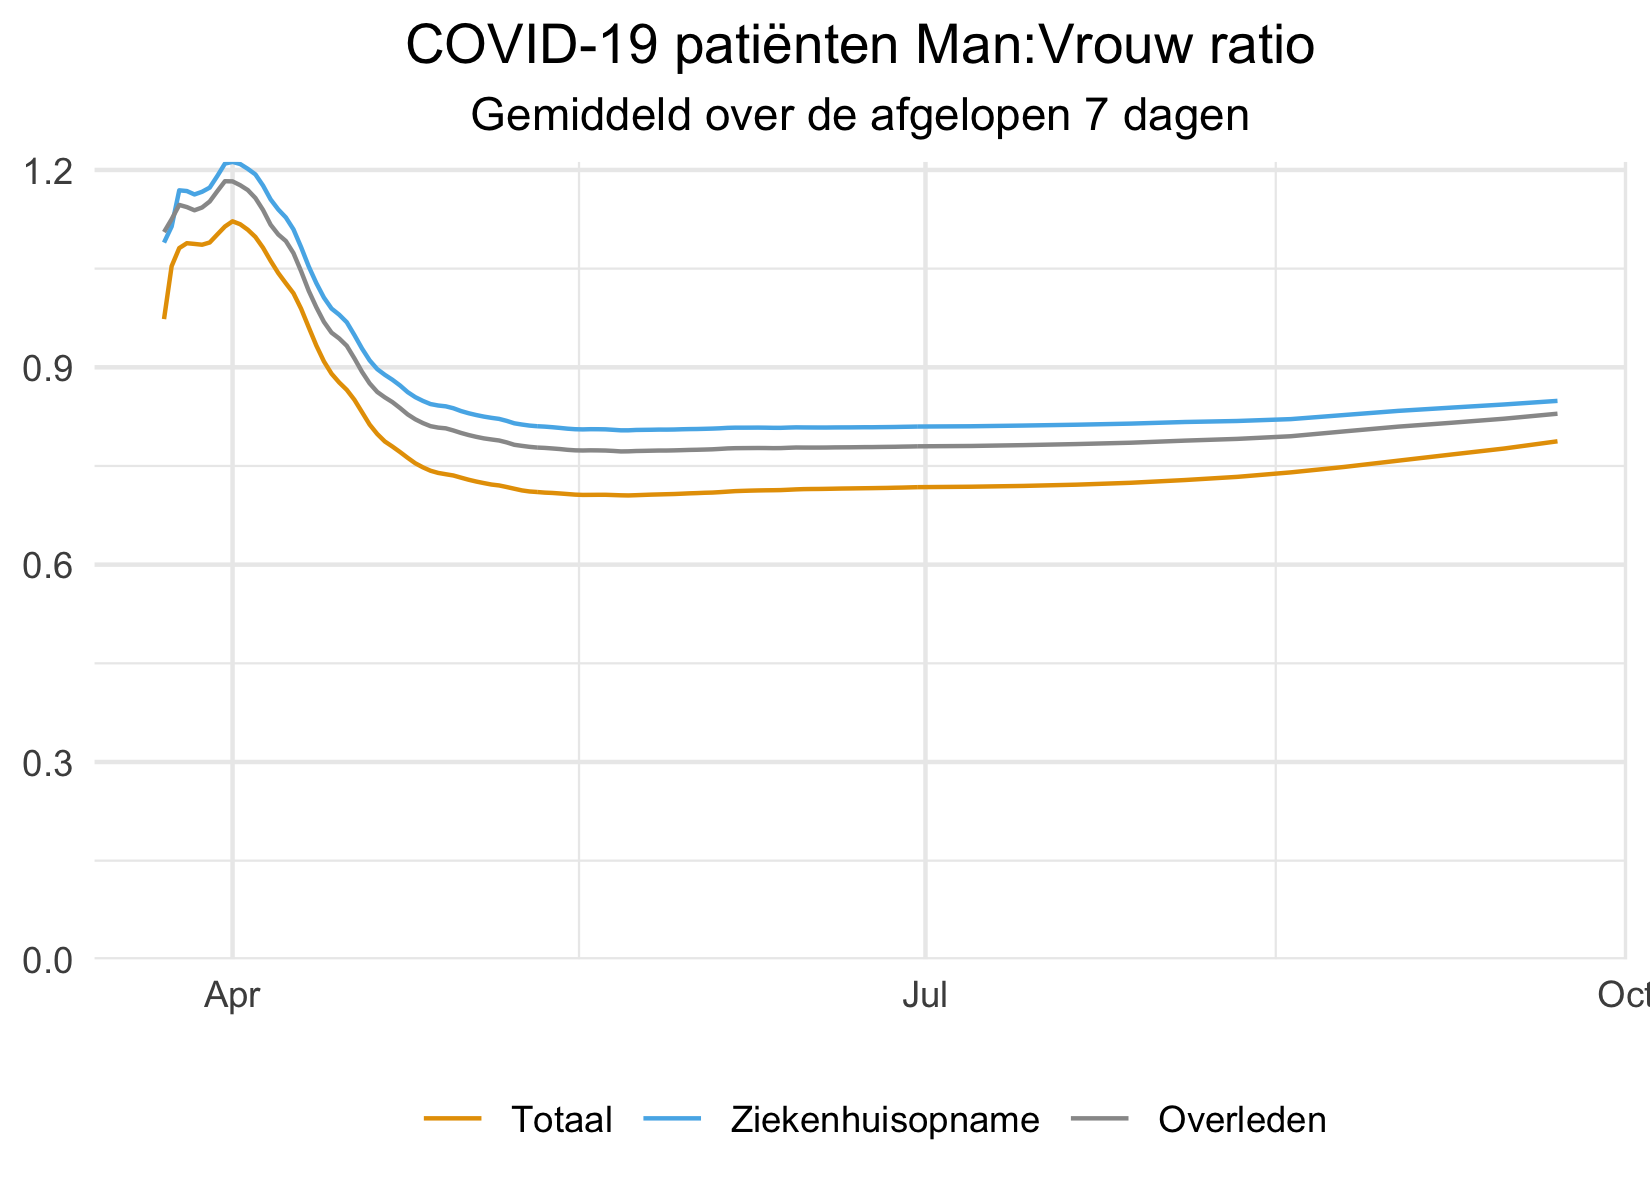 COVID-19 patiënten Man:Vrouw ratio
Gemiddeld over de afgelopen 7 dagen
1.2
0.9
0.6
0.3
0.0
Apr Jul Oct
Totaal Ziekenhuisopname Overleden